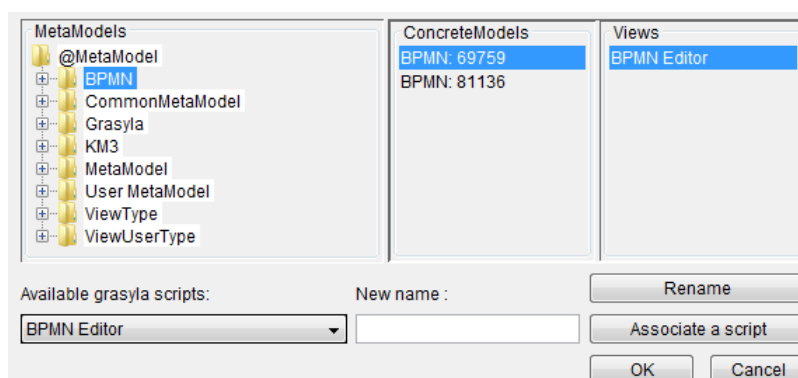 MetaModels
@MetaModel
BPMN
CommonMetaModel
Grasyla
KM3
MetaModel
User MetaModel
ViewType
ViewUserType
ConcreteModels
BPMN: 69759
BPMN: 81136
Views
BPMN Editor
Available grasyla scripts:
BPMN Editor
New name :
Rename
Associate a script
OK
Cancel